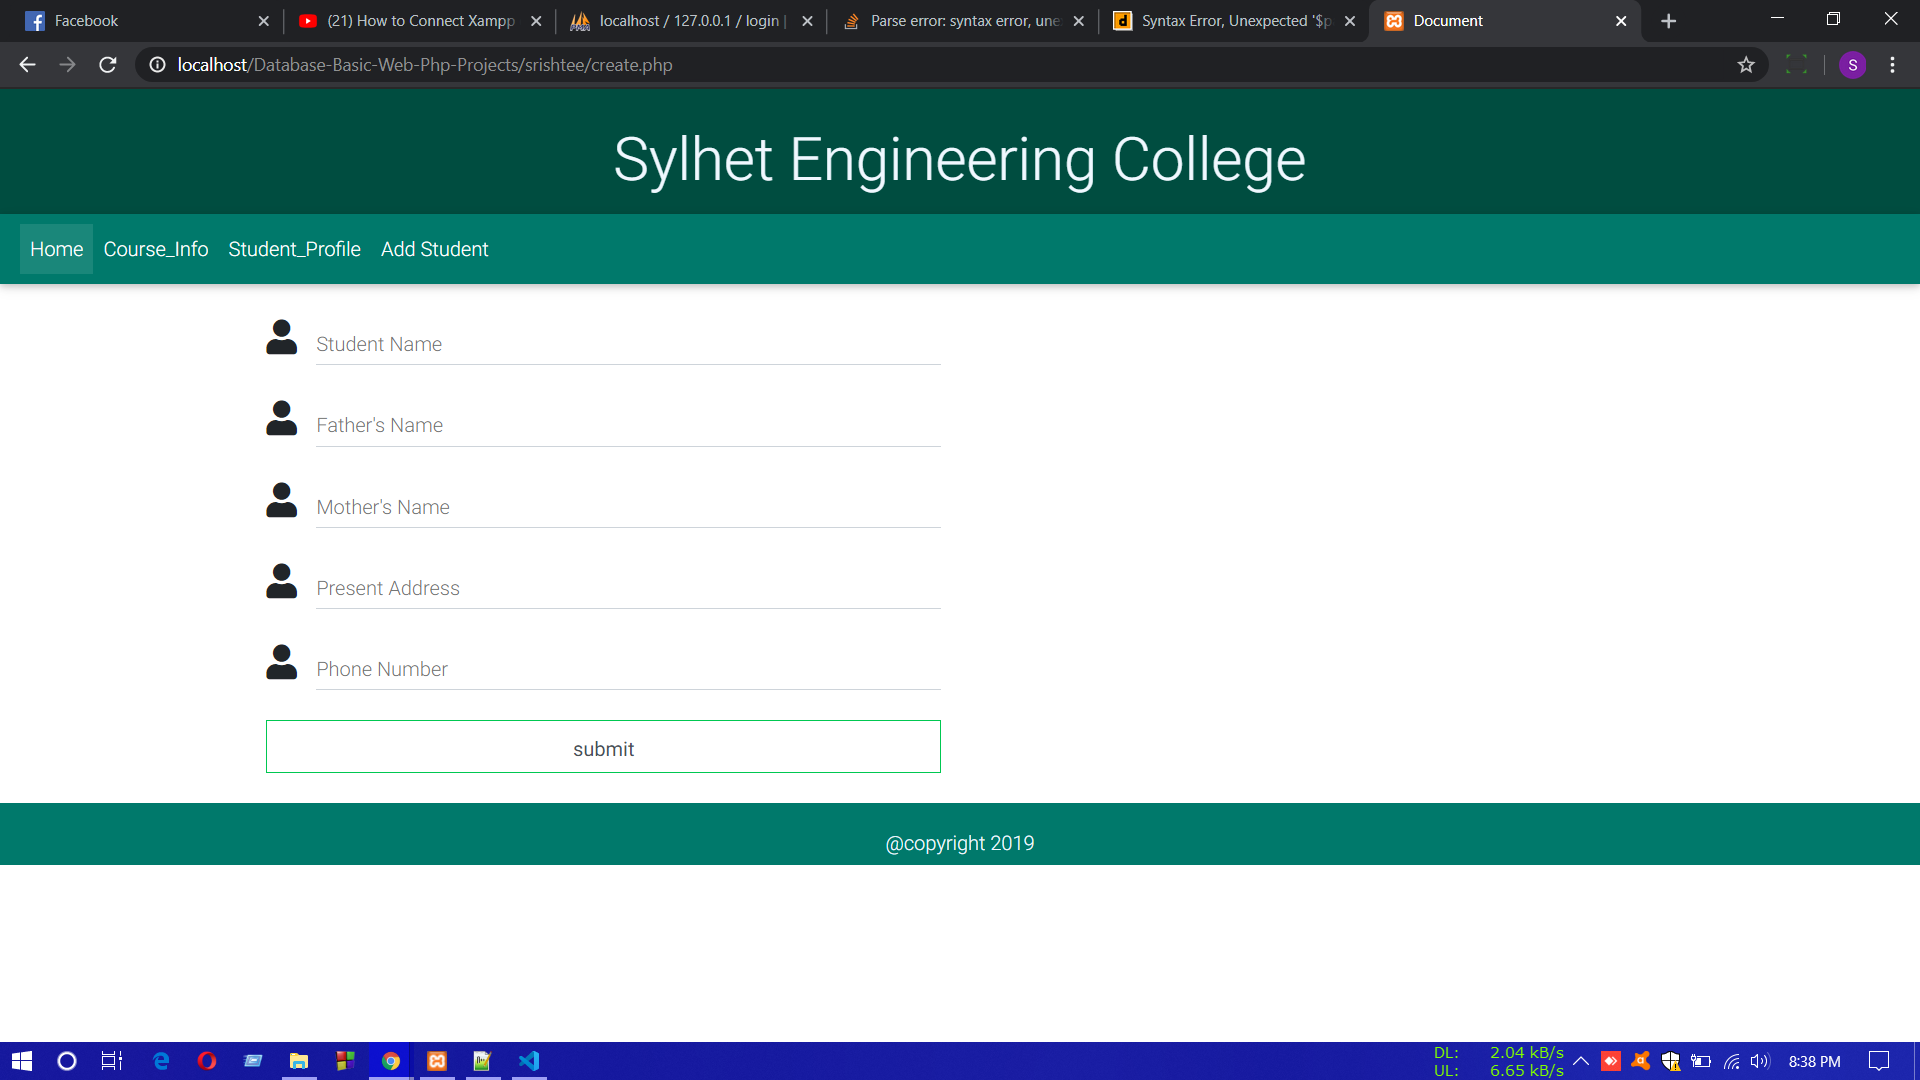 Facebook
(21) How to Connect Xampp
localhost / 127.0.0.1 / login |
Parse error: syntax error, une
Syntax Error, Unexpected '$p
Document
localhost/Database-Basic-Web-Php-Projects/srishtee/create.php
S
Sylhet Engineering College
Home Course_Info Student_Profile Add Student
Student Name
Father's Name
Mother's Name
Present Address
Phone Number
submit
@copyright 2019
DL: 2.04 kB/s
UL: 6.65 kB/s
8:38 PM